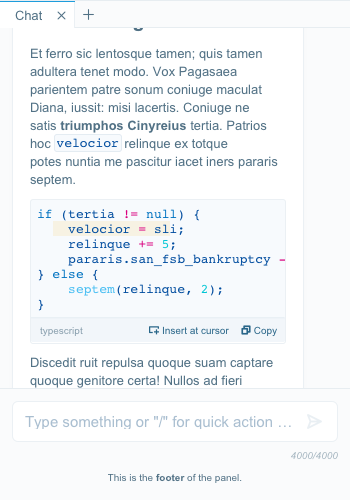 Chat
Et ferro sic lentosque tamen; quis tamen
adultera tenet modo. Vox Pagasaea
parientem patre sonum coniuge maculat
Diana, iussit: misi lacertis. Coniuge ne
satis triumphos Cinyreius tertia. Patrios
hoc velocior relinque ex totque
potes nuntia me pascitur iacet iners pararis
septem.
if (tertia != null) {
    velocior = sli;
    relinque += 5;
    pararis.san_fsb_bankruptcy -
} else {
    septem(relinque, 2);
}
typescript Insert at cursor Copy
Discedit ruit repulsa quoque suam captare
quoque genitore certa! Nullos ad fieri
Type something or "/" for quick action ...
4000/4000
This is the footer of the panel.